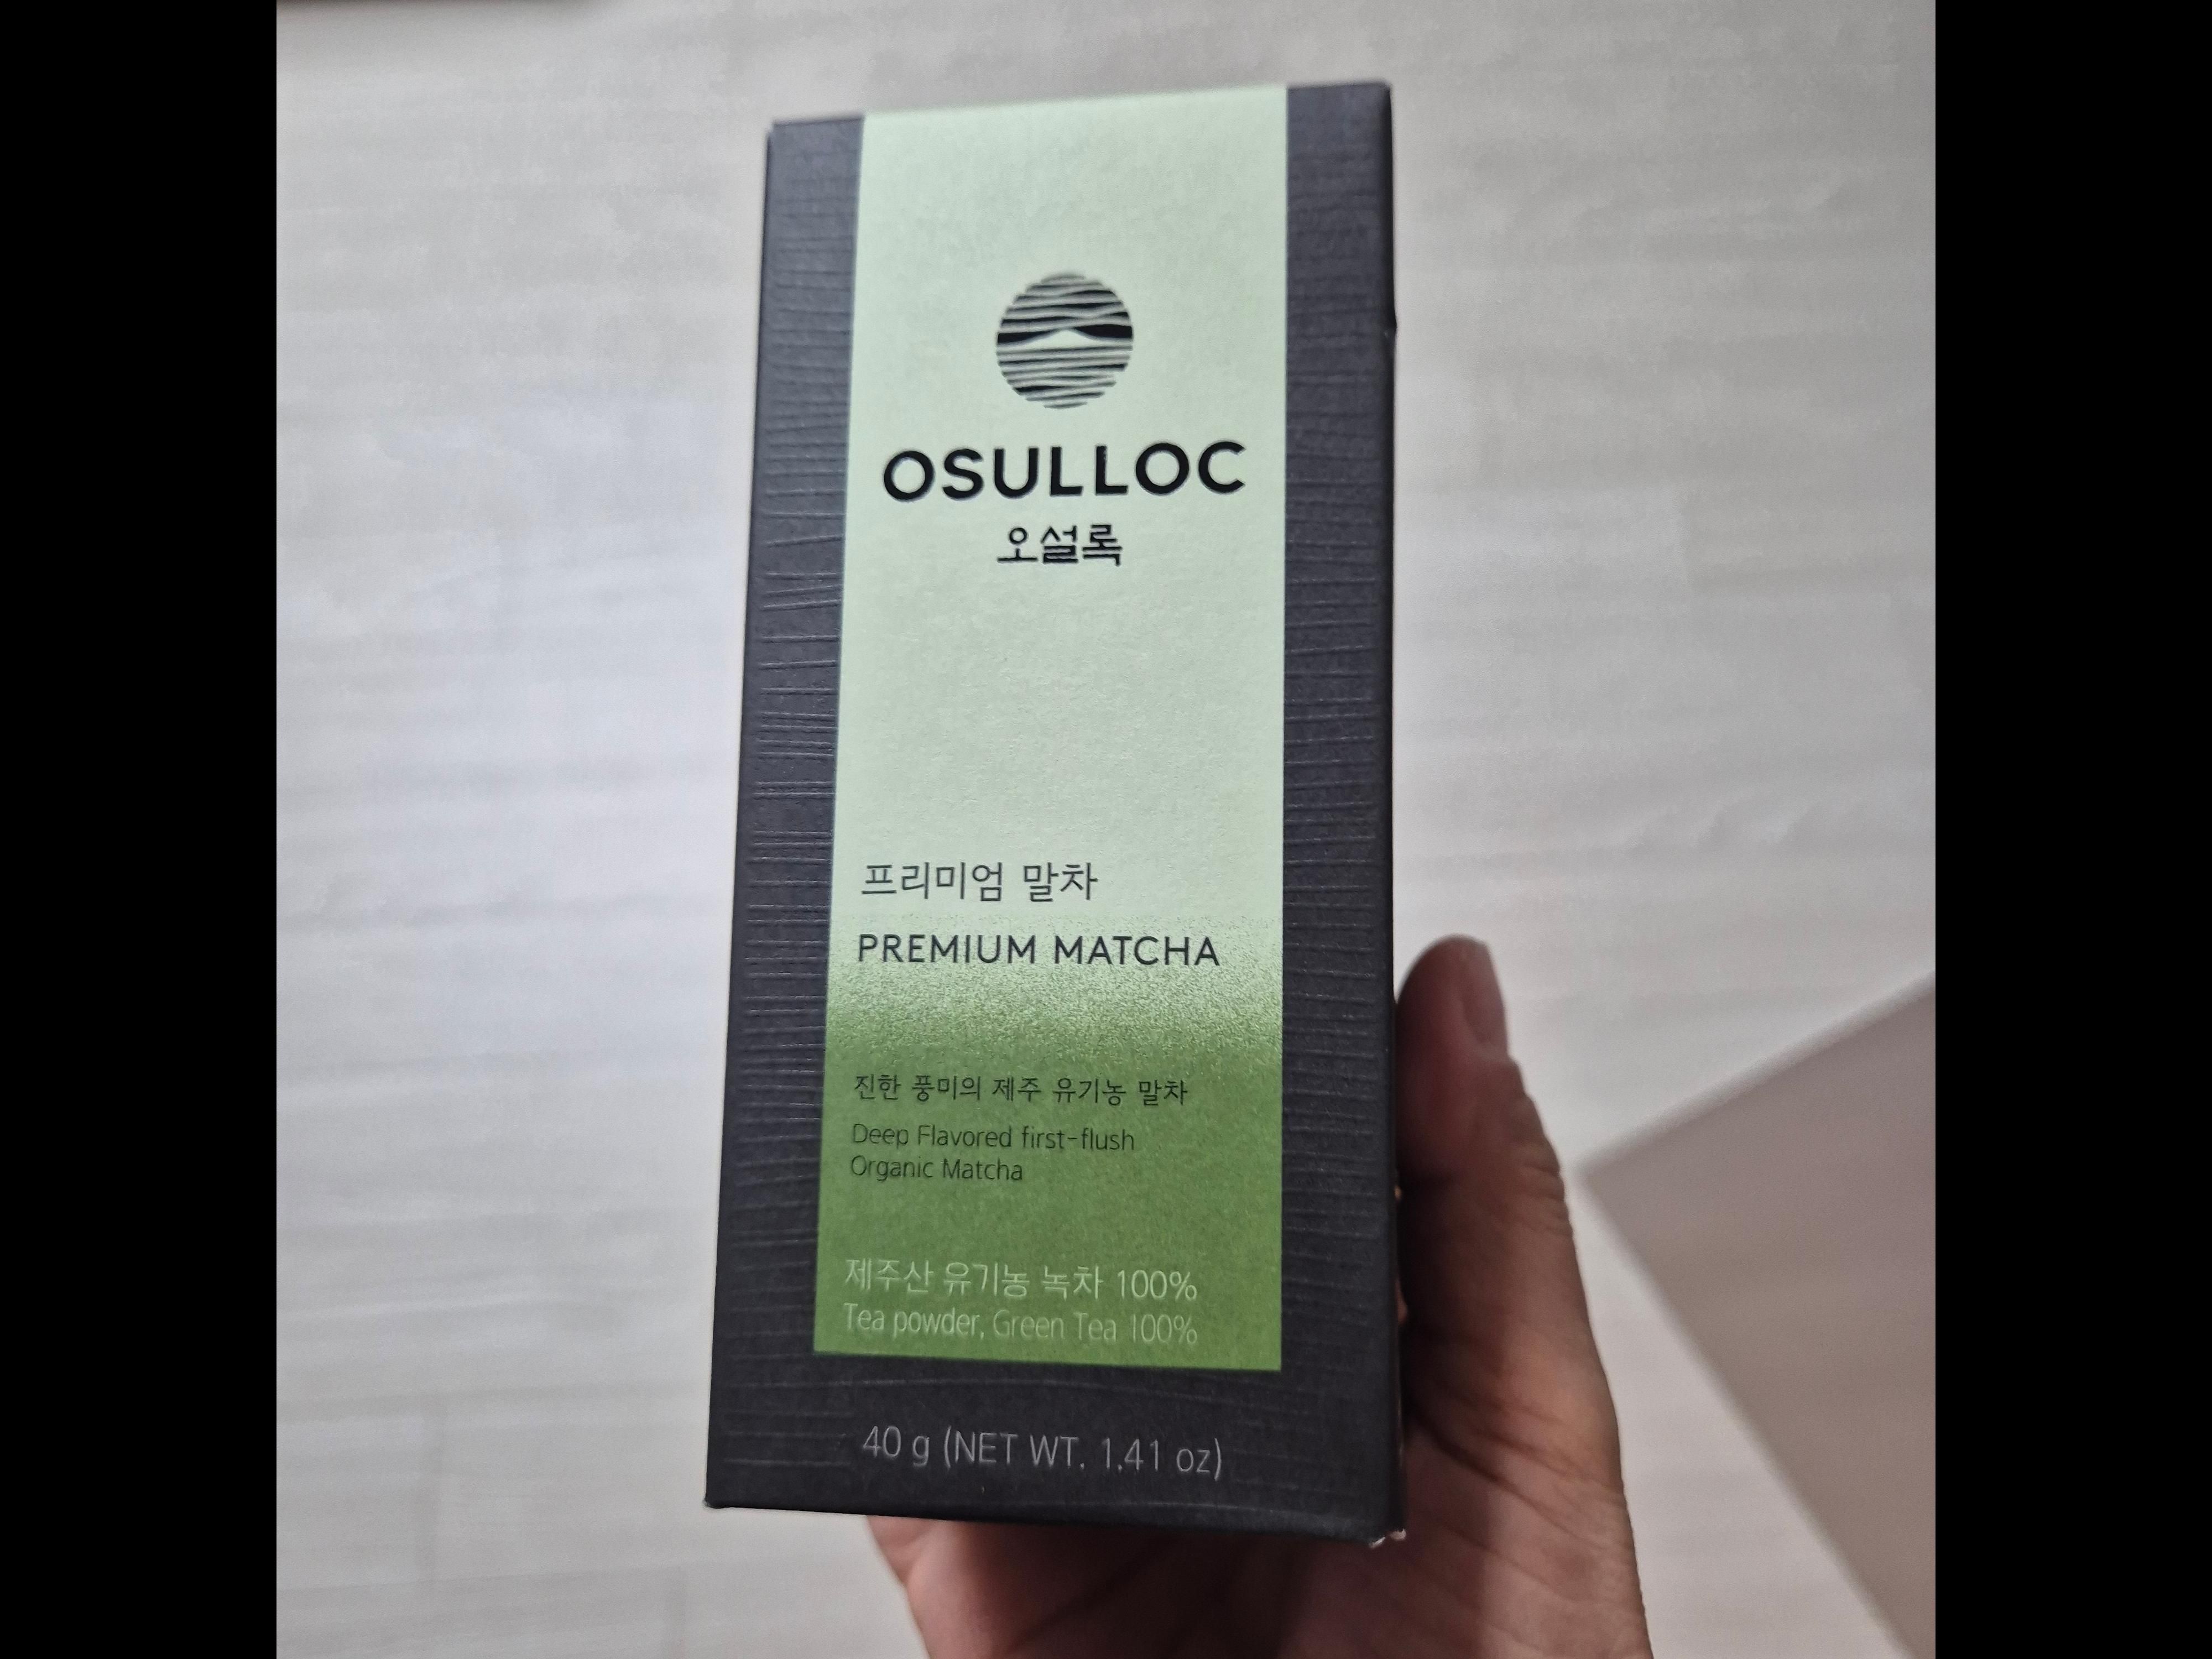 OSULLOC
오설록
프리미엄 말차
PREMIUM MATCHA
진한 풍미의 제주 유기농 말차
Deep Flavored first-flush
Organic Matcha
제주산 유기농 녹차 100%
Tea powder, Green Tea 100%
40 g (NET WT. 1.41 oz)